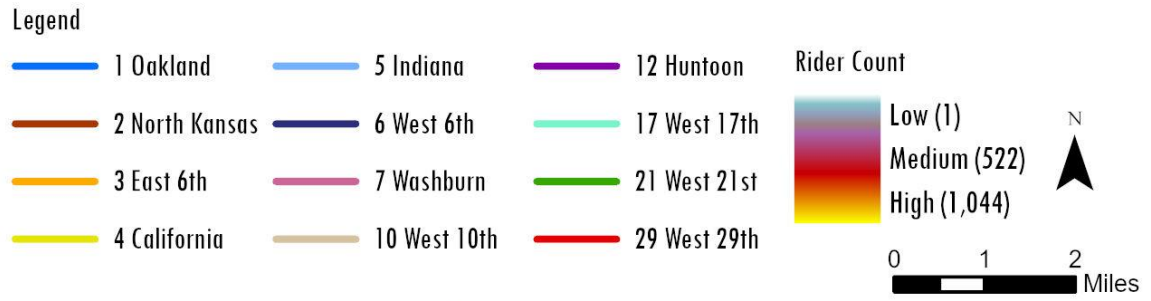 Legend
1 Oakland
2 North Kansas
3 East 6th
4 California
5 Indiana
6 West 6th
7 Washburn
10 West 10th
12 Huntoon
17 West 17th
21 West 21st
29 West 29th
Rider Count
Low (1)
Medium (522)
High (1,044)
N
0 1 2
Miles